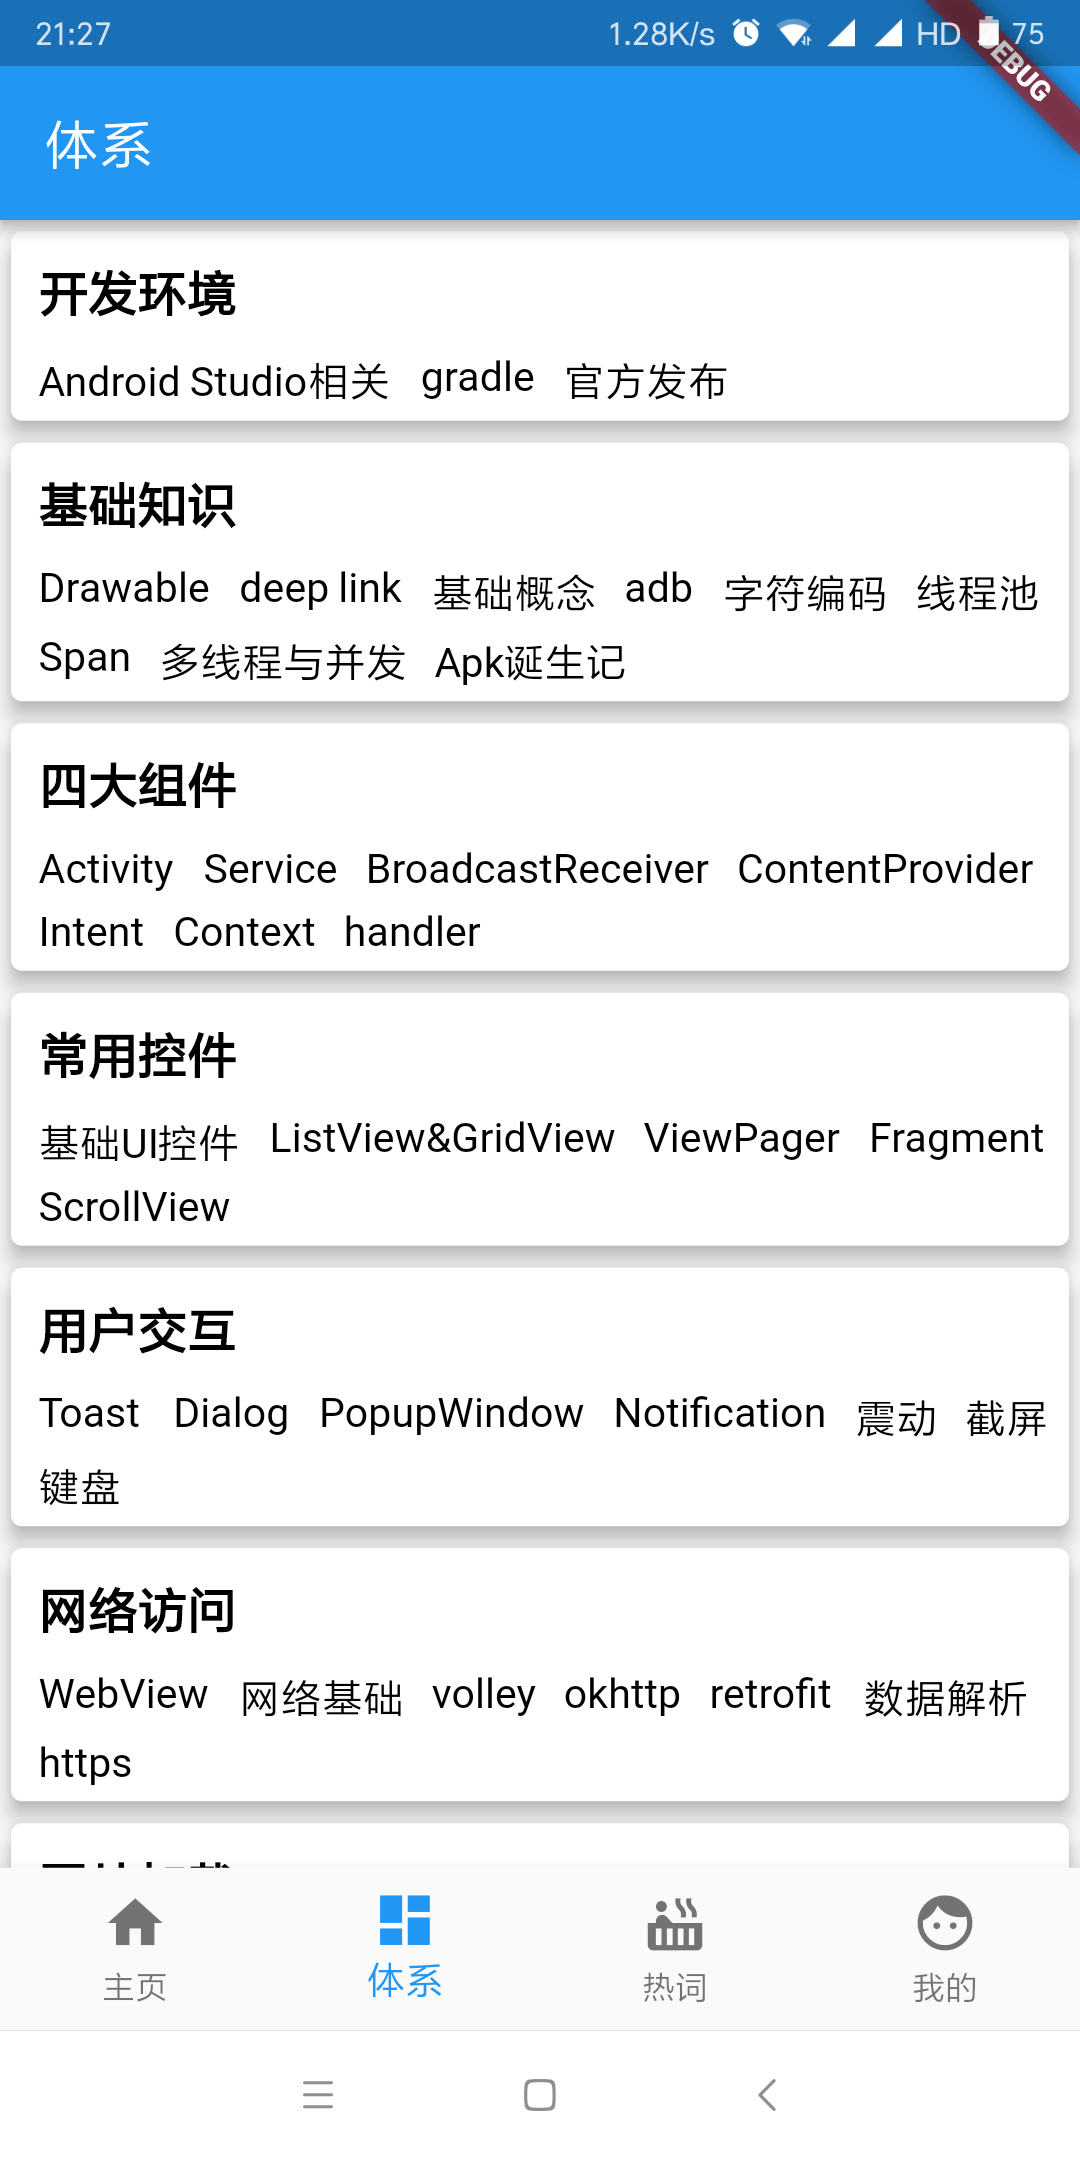 21:27 1.28K/s HD 75
体系
开发环境
Android Studio相关 gradle 官方发布
基础知识
Drawable deep link 基础概念 adb 字符编码 线程池
Span 多线程与并发 Apk诞生记
四大组件
Activity Service BroadcastReceiver ContentProvider
Intent Context handler
常用控件
基础UI控件 ListView&GridView ViewPager Fragment
ScrollView
用户交互
Toast Dialog PopupWindow Notification 震动 截屏
键盘
网络访问
WebView 网络基础 volley okhttp retrofit 数据解析
https
主页 体系 热词 我的